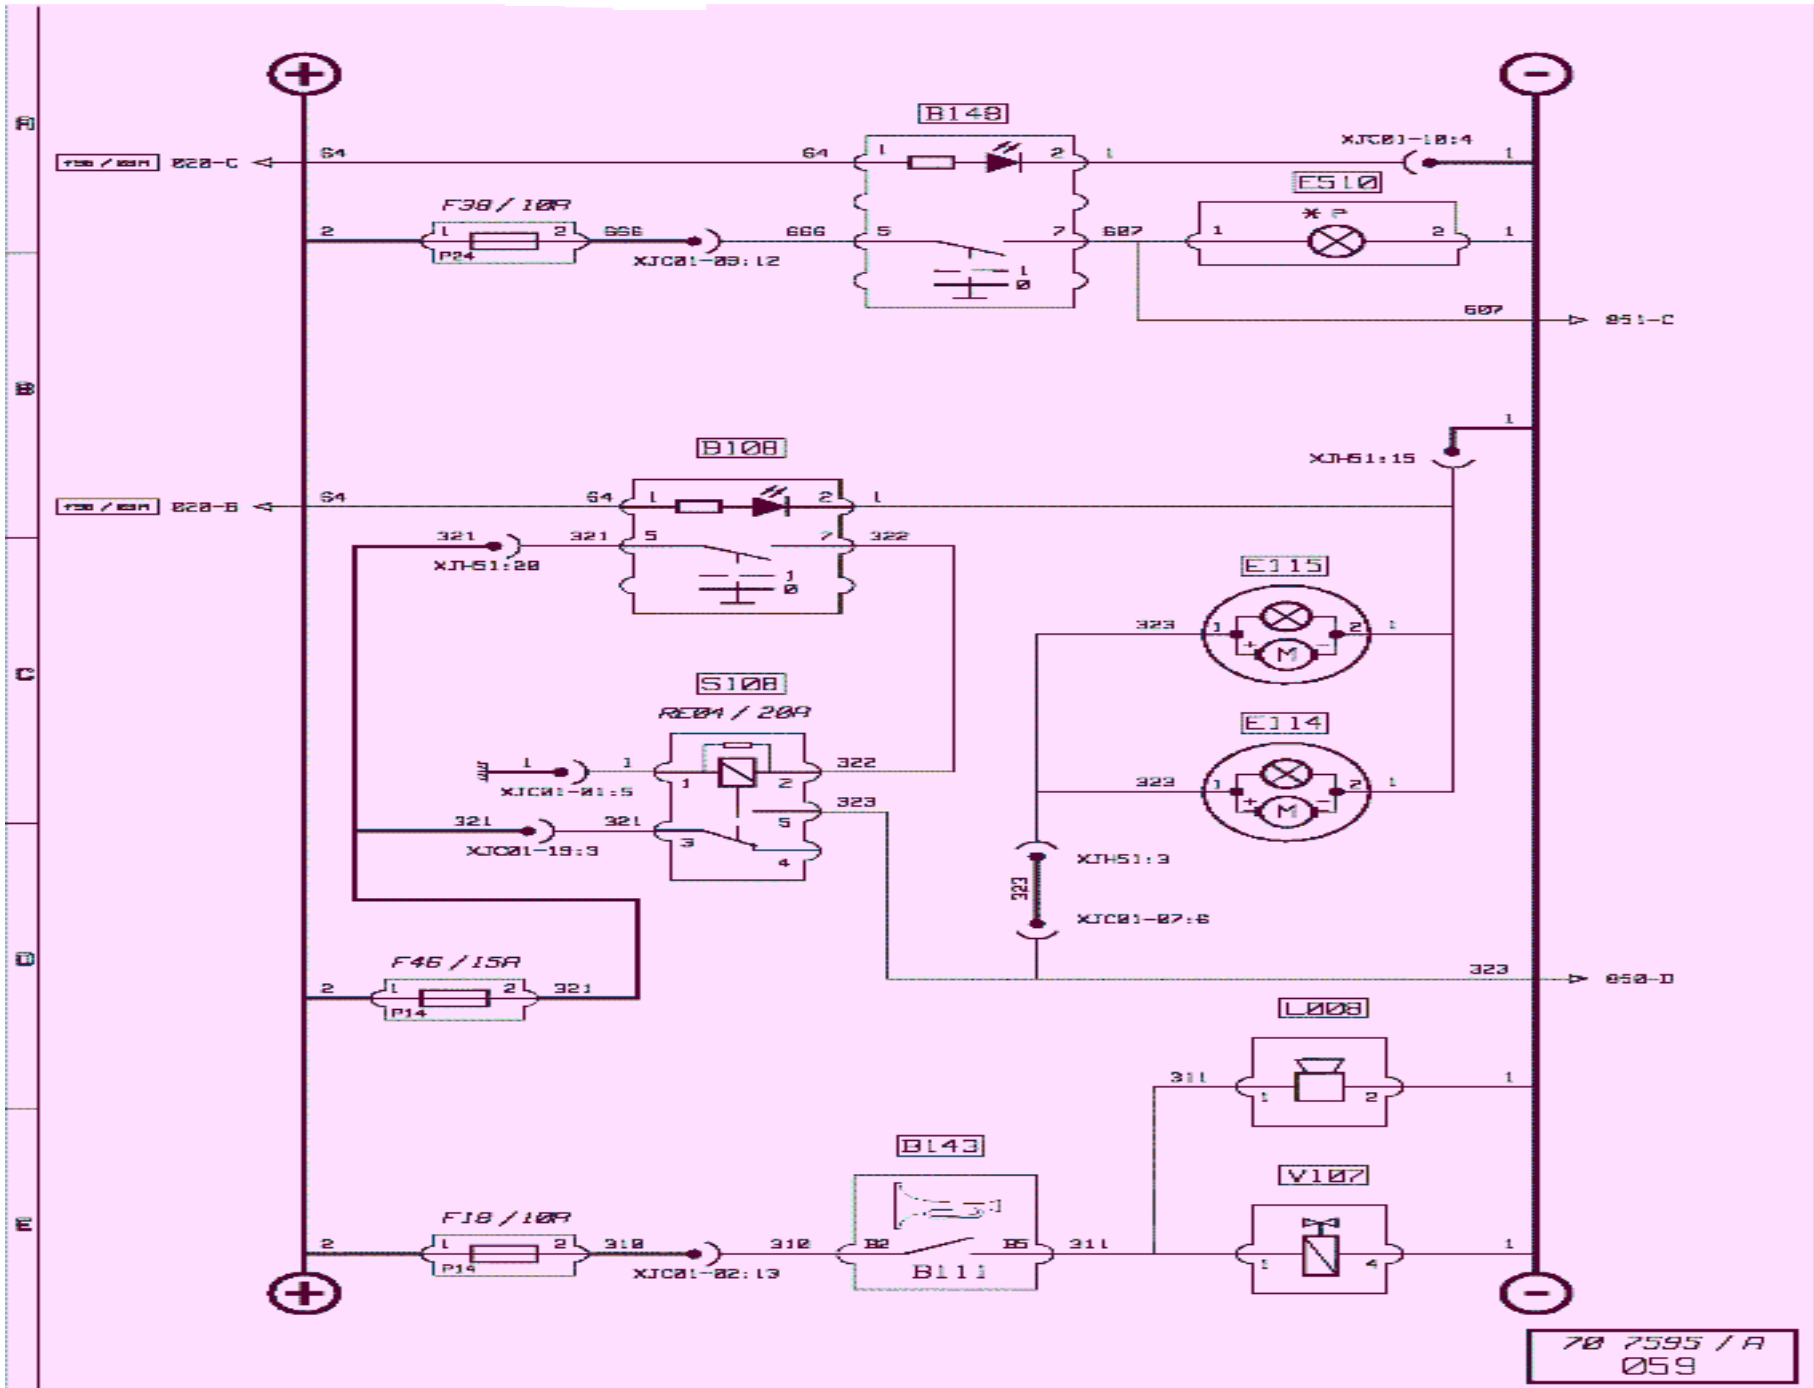 + -
A
B148
XJC01-10:4
020-C 64 64 1 2 1 1
E510
F38/10A * P
2 1 2 666 666 5 7 607 1 2 1
P24 XJC01-09:12
1
0
607 851-C
B
1
B108 XJH51:15
020-B 64 64 1 2 1
321 321 5 7 322
XJH51:20 E115
1
0
323 1 2 1
+ M -
C
S108
RE04/20A E114
1 1 1 2 322
XJC01-01:5 323 1 2 1
323 + M -
5
321 321 3
XJC01-19:3 4 XJH51:3
323
XJC01-07:6
D
F46/15A
323 850-D
2 1 2 321
P14
L008
311 1 2 1
B143
V107
F18/10A
E
2 1 2 310 310 B2 B5 311 1 4 1
P14 XJC01-02:13 B111
+ -
70 7595/A
059